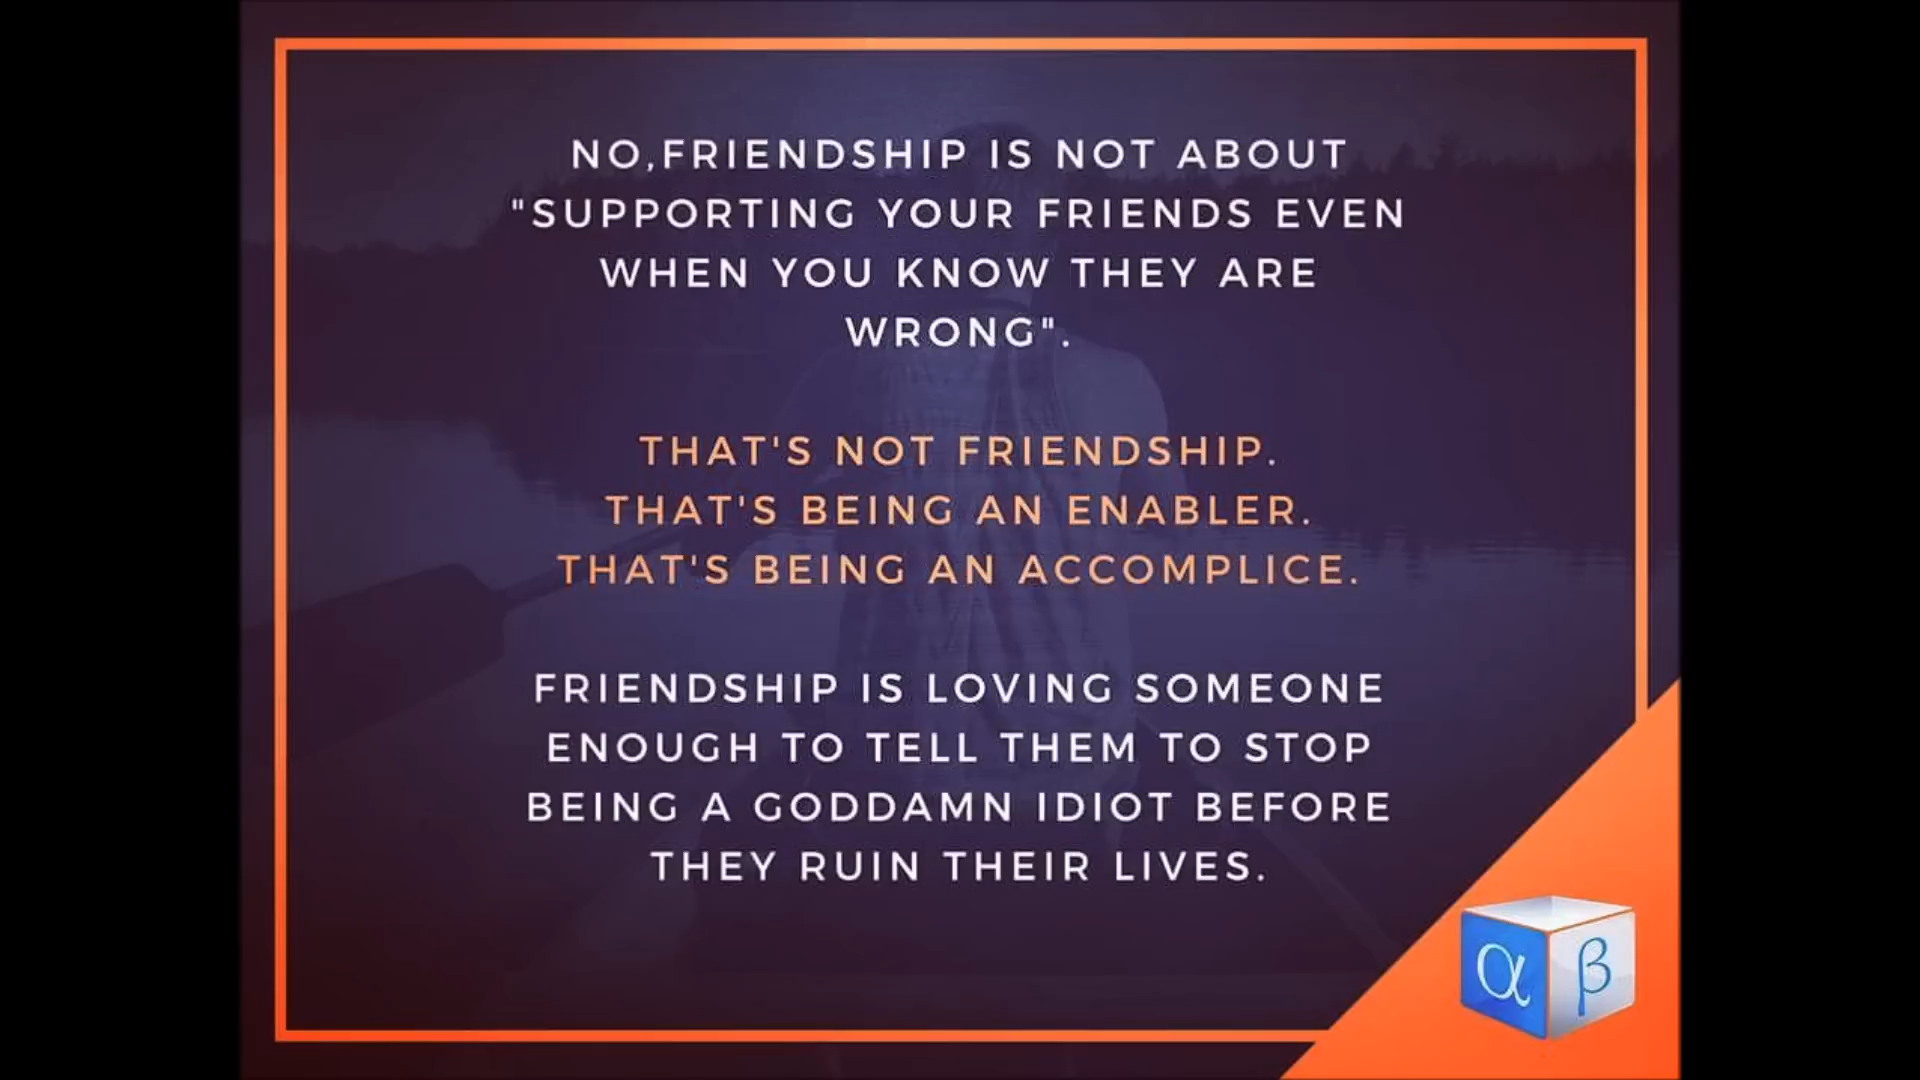 NO,FRIENDSHIP IS NOT ABOUT
"SUPPORTING YOUR FRIENDS EVEN
WHEN YOU KNOW THEY ARE
WRONG".
THAT'S NOT FRIENDSHIP.
THAT'S BEING AN ENABLER.
THAT'S BEING AN ACCOMPLICE.
FRIENDSHIP IS LOVING SOMEONE
ENOUGH TO TELL THEM TO STOP
BEING A GODDAMN IDIOT BEFORE
THEY RUIN THEIR LIVES.
α β